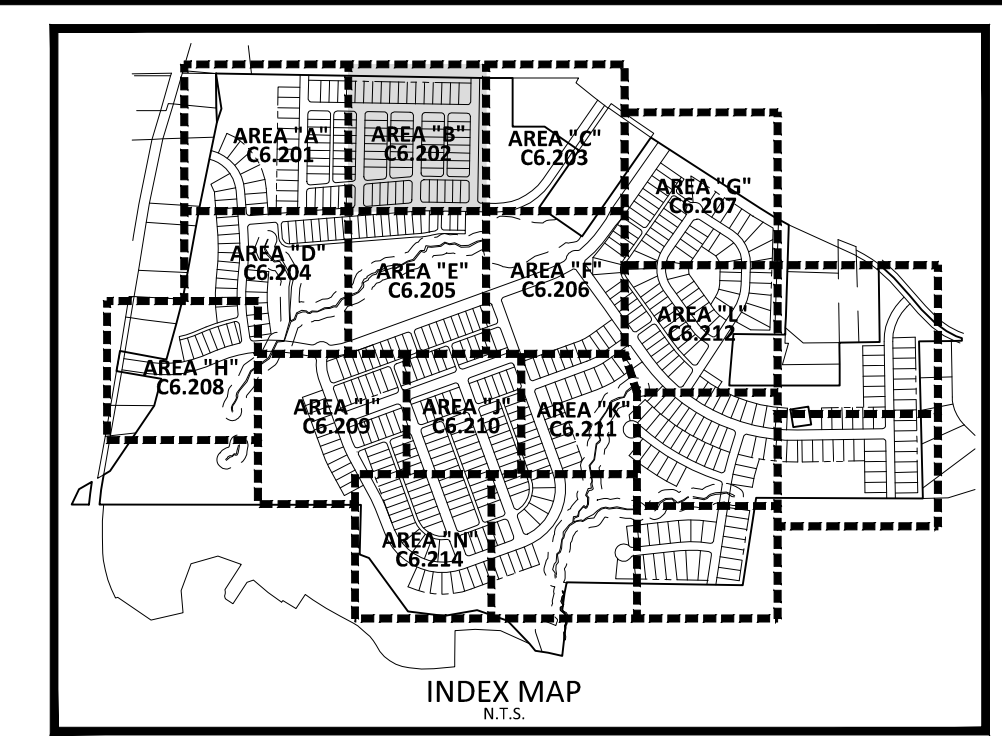 AREA "A"
C6.201
AREA "B"
C6.202
AREA "C"
C6.203
AREA "G"
C6.207
AREA "D"
C6.204
AREA "E"
C6.205
AREA "F"
C6.206
AREA "L"
C6.212
AREA "H"
C6.208
AREA "I"
C6.209
AREA "J"
C6.210
AREA "K"
C6.211
AREA "N"
C6.214
INDEX MAP
N.T.S.